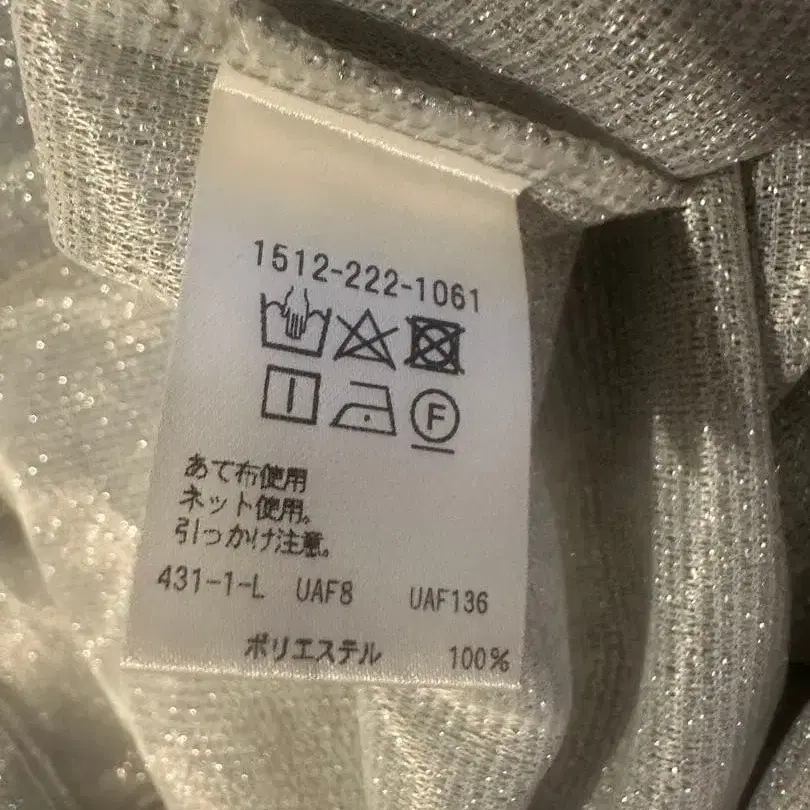 1512-222-1061
F
あて布使用
ネット使用。
引っかけ注意。
431-1-L UAF8 UAF136
ポリエステル 100%